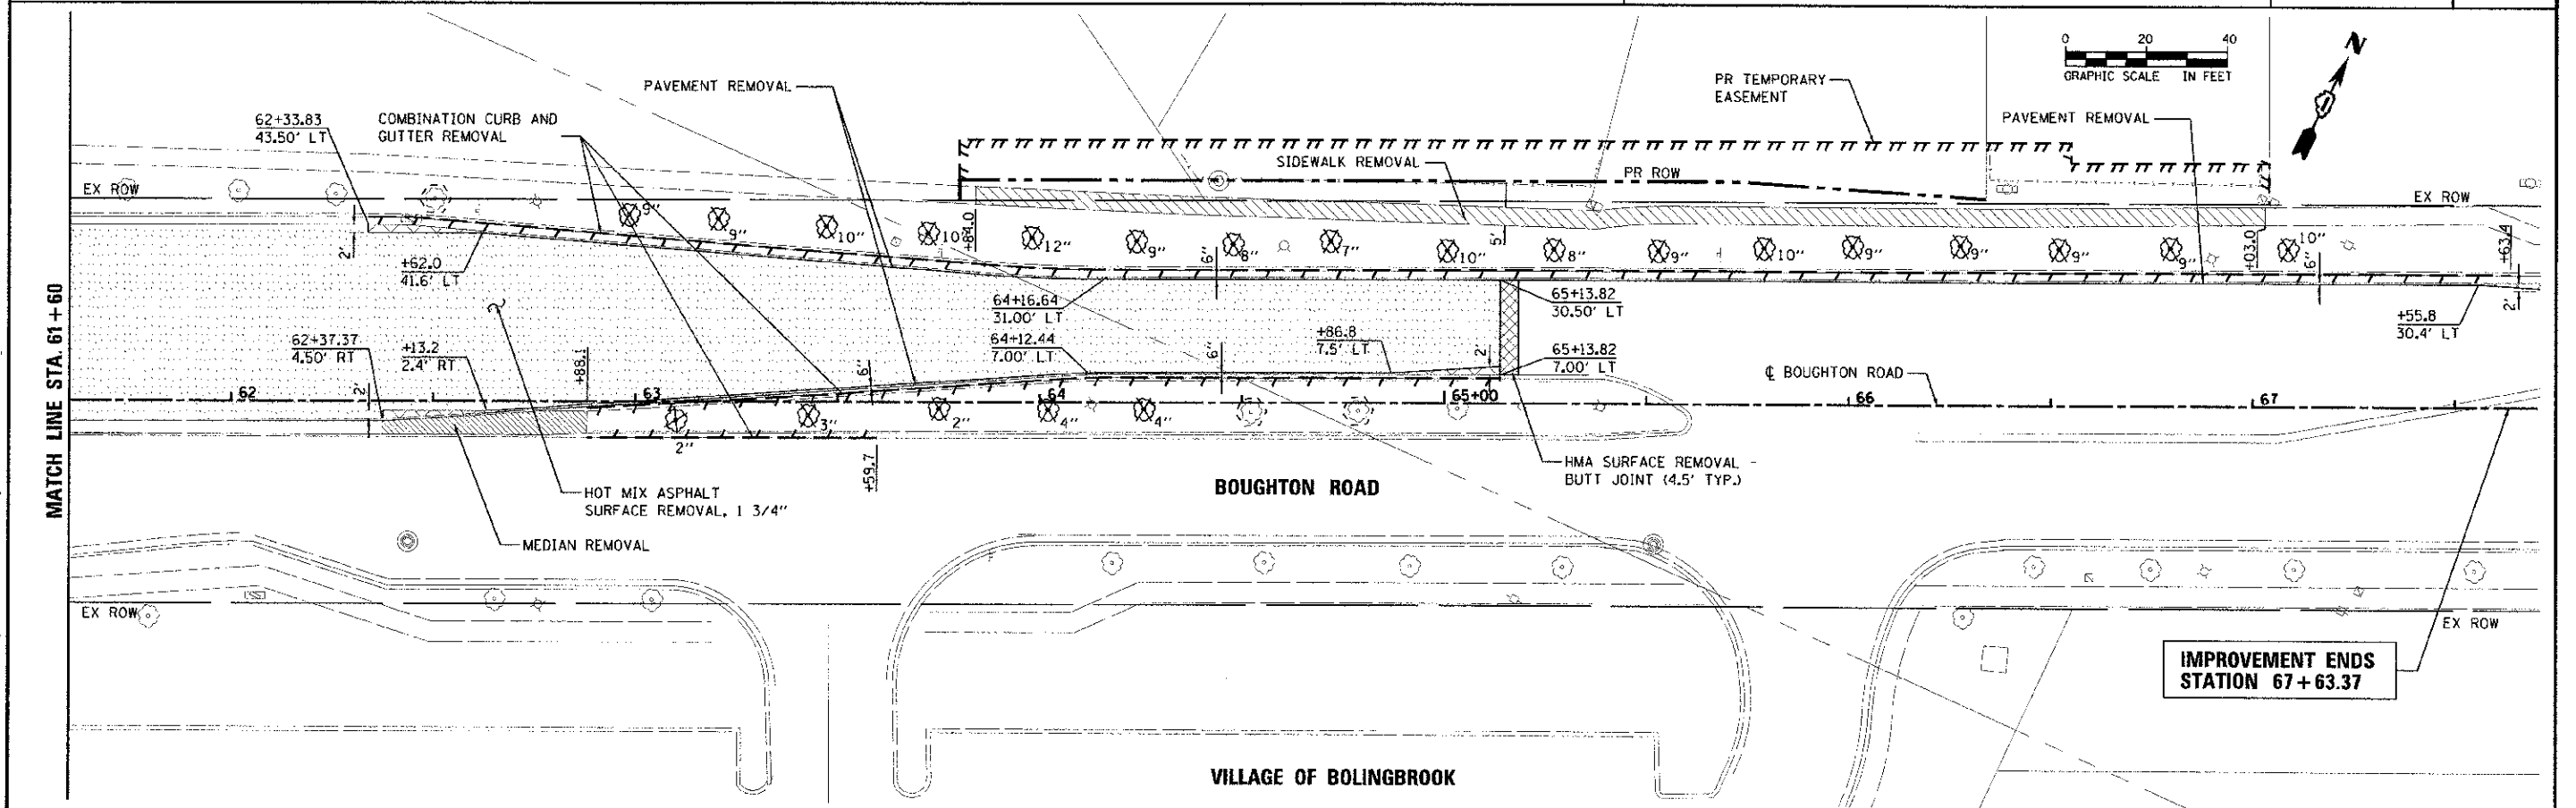 0 20 40
GRAPHIC SCALE IN FEET
N
PAVEMENT REMOVAL
PR TEMPORARY
EASEMENT
62+33.83
43.50' LT
COMBINATION CURB AND
GUTTER REMOVAL
PAVEMENT REMOVAL
SIDEWALK REMOVAL
PR ROW
EX ROW
EX ROW
9"
9"
10"
10"
+84.0
12"
9"
8"
7"
10"
5'
8"
9"
10"
9"
9"
9"
9"
+03.0
10"
6"
+63.4
2'
6"
2'
+62.0
41.6' LT
64+16.64
31.00' LT
65+13.82
30.50' LT
+55.8
30.4' LT
MATCH LINE STA. 61+60
62+37.37
4.50' RT
+13.2
2.4' RT
+88.1
6"
64+12.44
7.00' LT
6"
+86.8
7.5' LT
2'
65+13.82
7.00' LT
℄ BOUGHTON ROAD
2'
62
63
64
65+00
66
67
2"
3"
2"
4"
4"
+59.7
HOT MIX ASPHALT
SURFACE REMOVAL, 1 3/4"
MEDIAN REMOVAL
BOUGHTON ROAD
HMA SURFACE REMOVAL -
BUTT JOINT (4.5' TYP.)
EX ROW
EX ROW
IMPROVEMENT ENDS
STATION 67+63.37
VILLAGE OF BOLINGBROOK